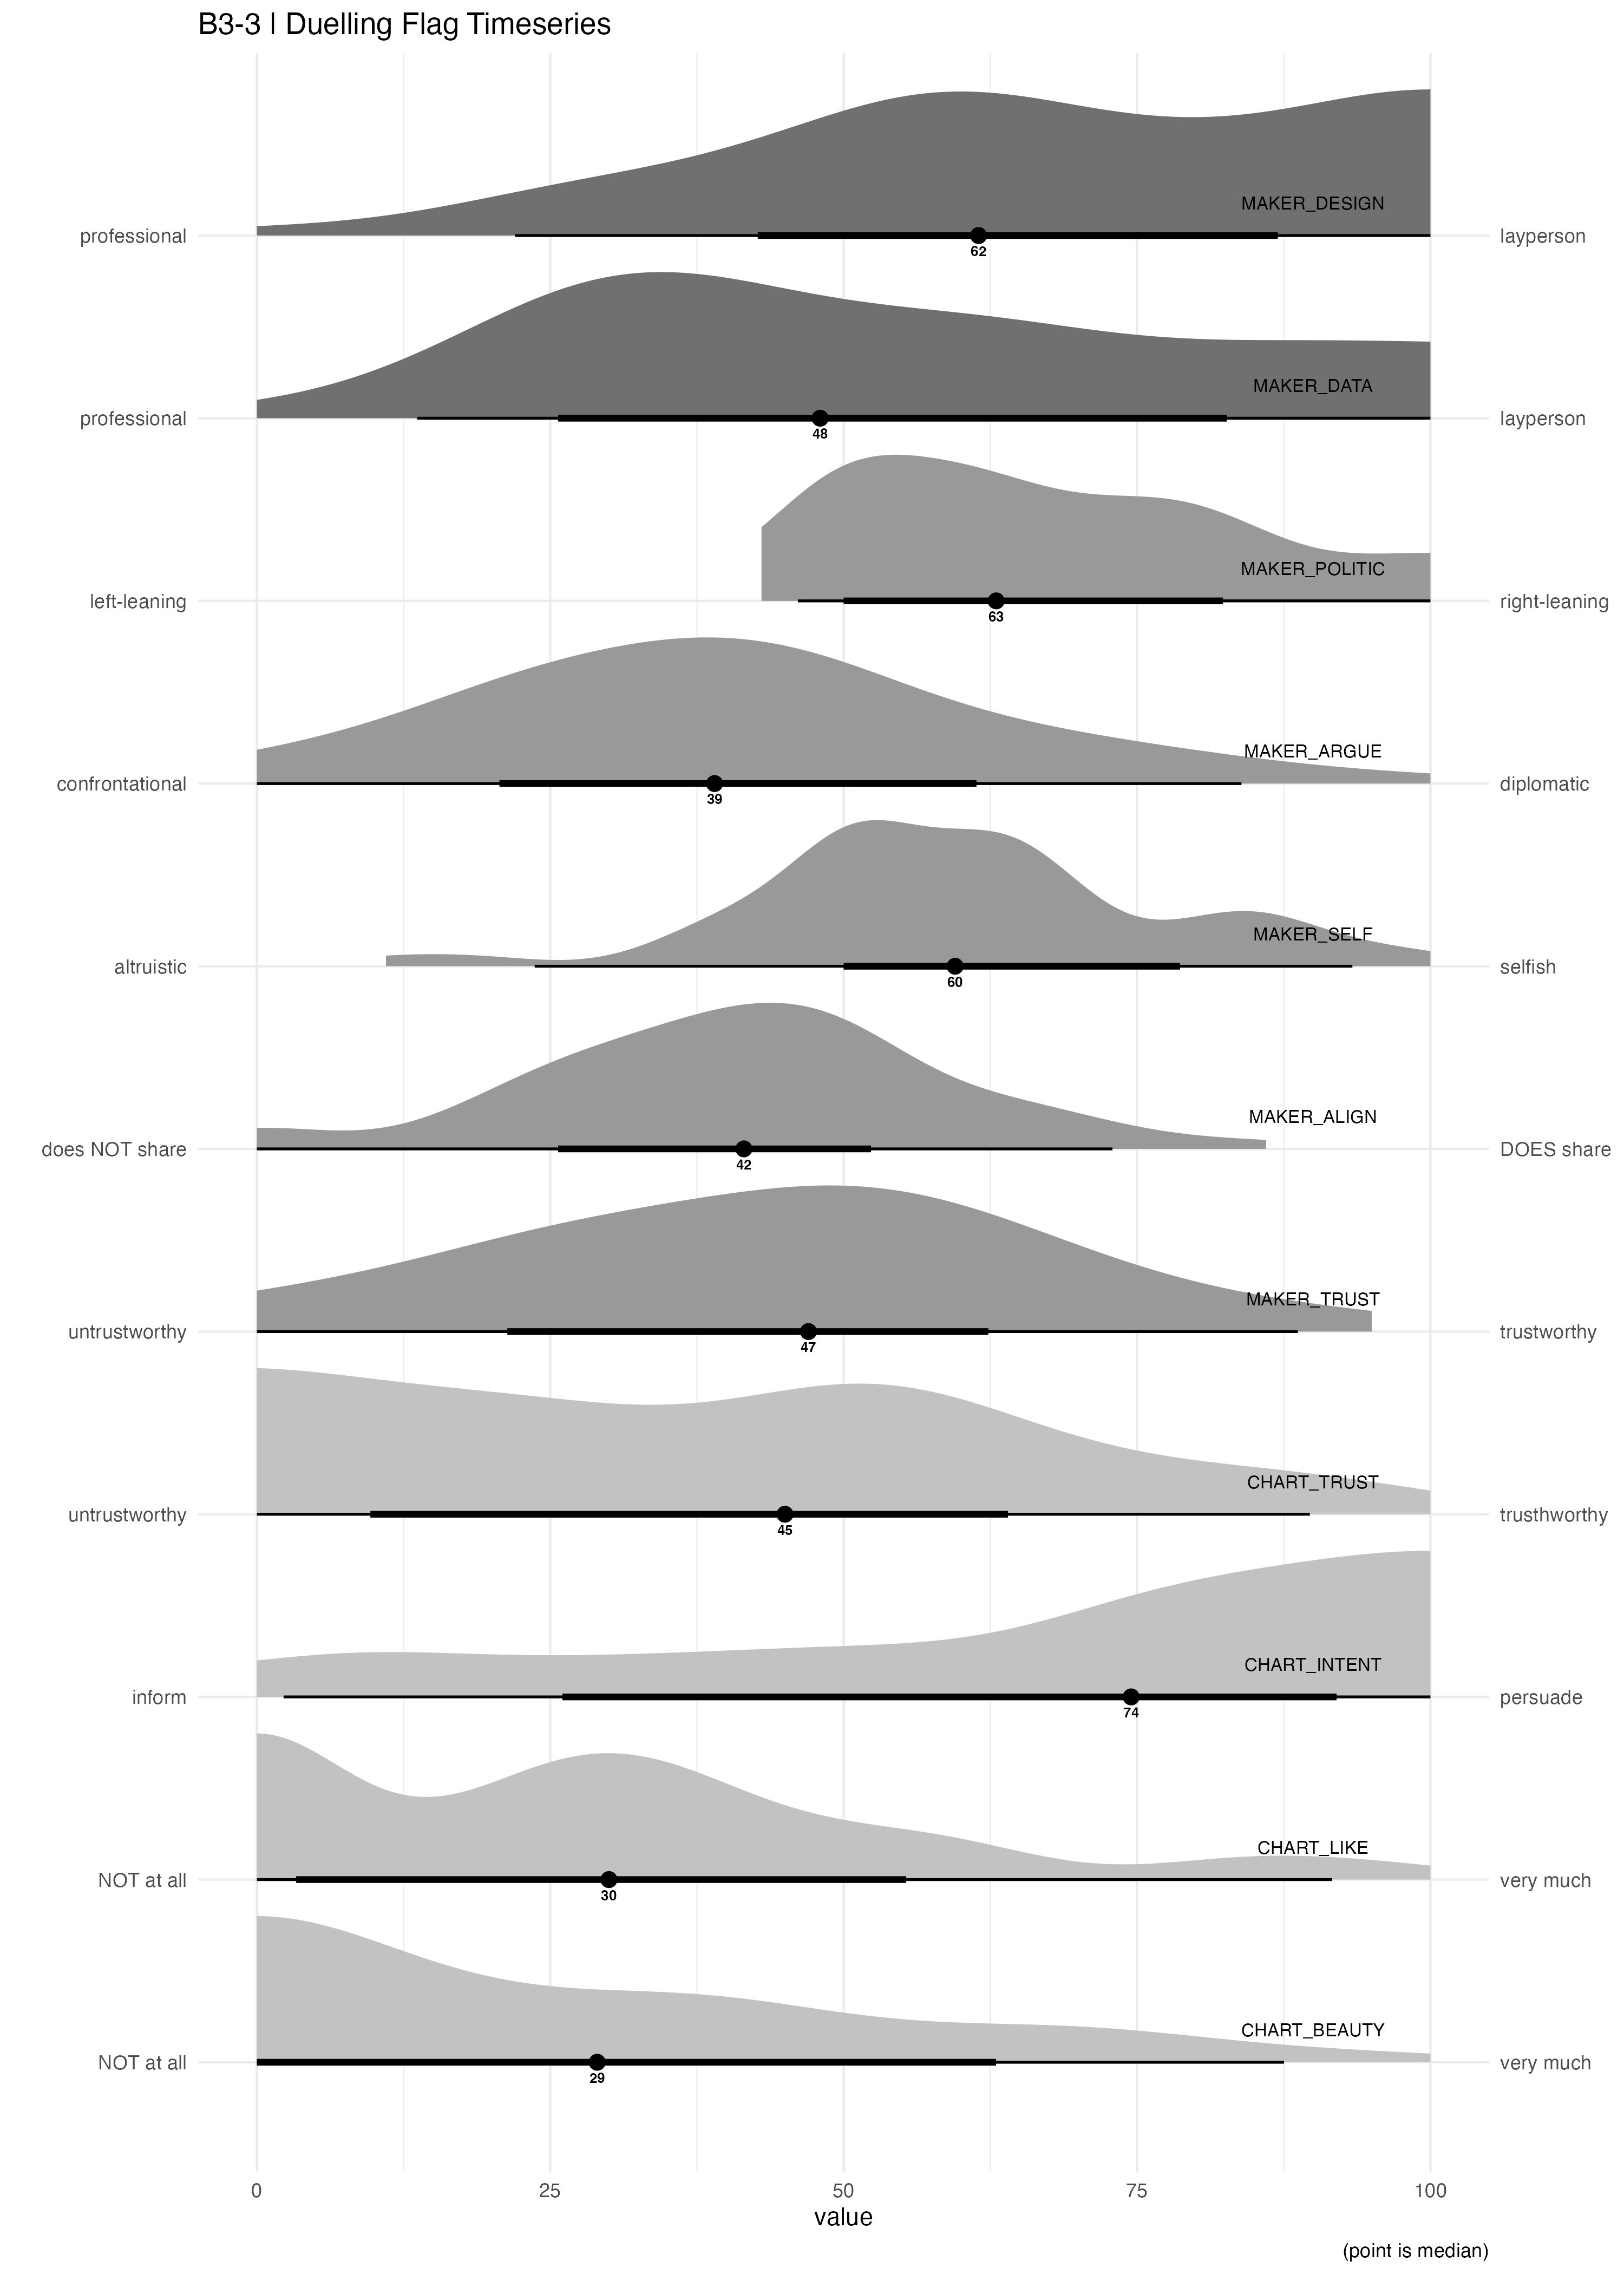 B3-3 | Duelling Flag Timeseries
MAKER_DESIGN
professional layperson
62
MAKER_DATA
professional layperson
48
MAKER_POLITIC
left-leaning right-leaning
63
MAKER_ARGUE
confrontational diplomatic
39
MAKER_SELF
altruistic selfish
60
MAKER_ALIGN
does NOT share DOES share
42
MAKER_TRUST
untrustworthy trustworthy
47
CHART_TRUST
untrustworthy trusthworthy
45
CHART_INTENT
inform persuade
74
CHART_LIKE
NOT at all very much
30
CHART_BEAUTY
NOT at all very much
29
0 25 50 75 100
value
(point is median)